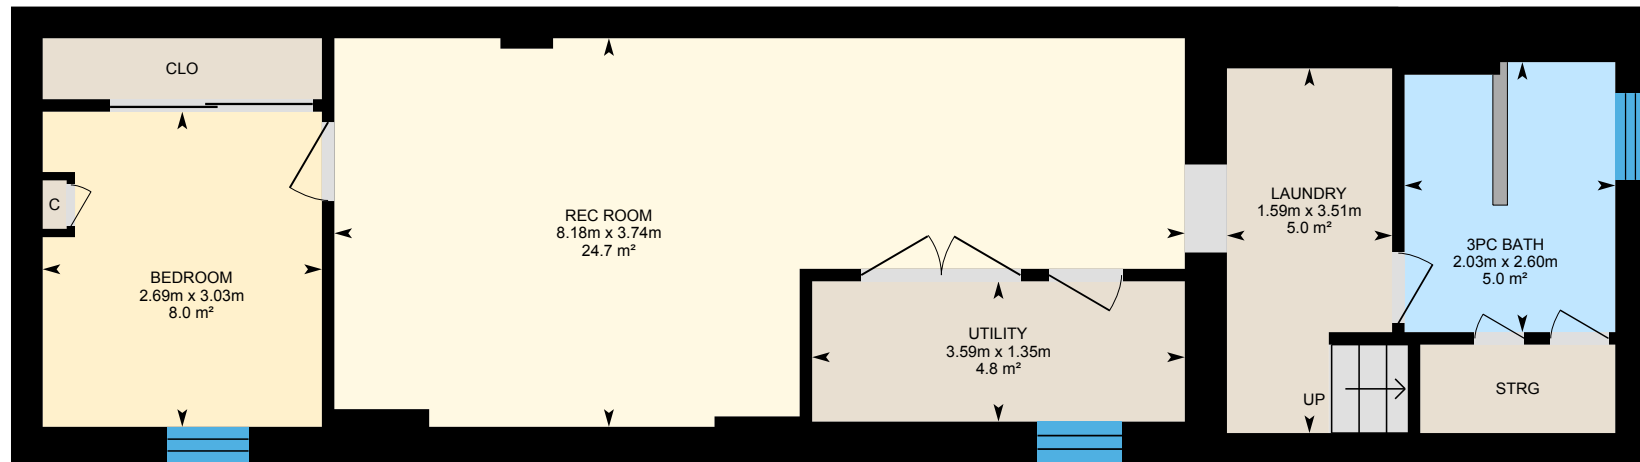 CLO
C
BEDROOM
2.69m x 3.03m
8.0 m²
REC ROOM
8.18m x 3.74m
24.7 m²
UTILITY
3.59m x 1.35m
4.8 m²
LAUNDRY
1.59m x 3.51m
5.0 m²
UP
3PC BATH
2.03m x 2.60m
5.0 m²
STRG